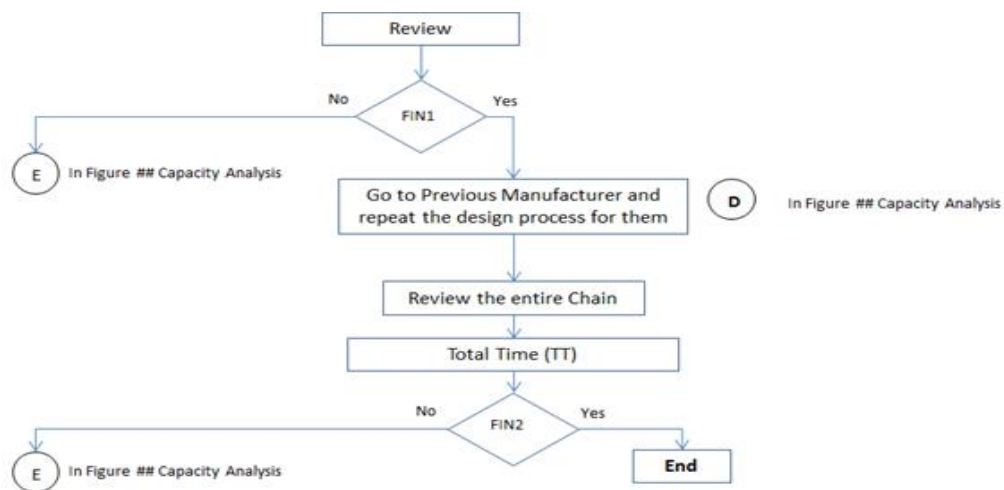 Review
No
FIN1
Yes
E
In Figure ## Capacity Analysis
Go to Previous Manufacturer and
repeat the design process for them
D
In Figure ## Capacity Analysis
Review the entire Chain
Total Time (TT)
No
FIN2
Yes
E
In Figure ## Capacity Analysis
End